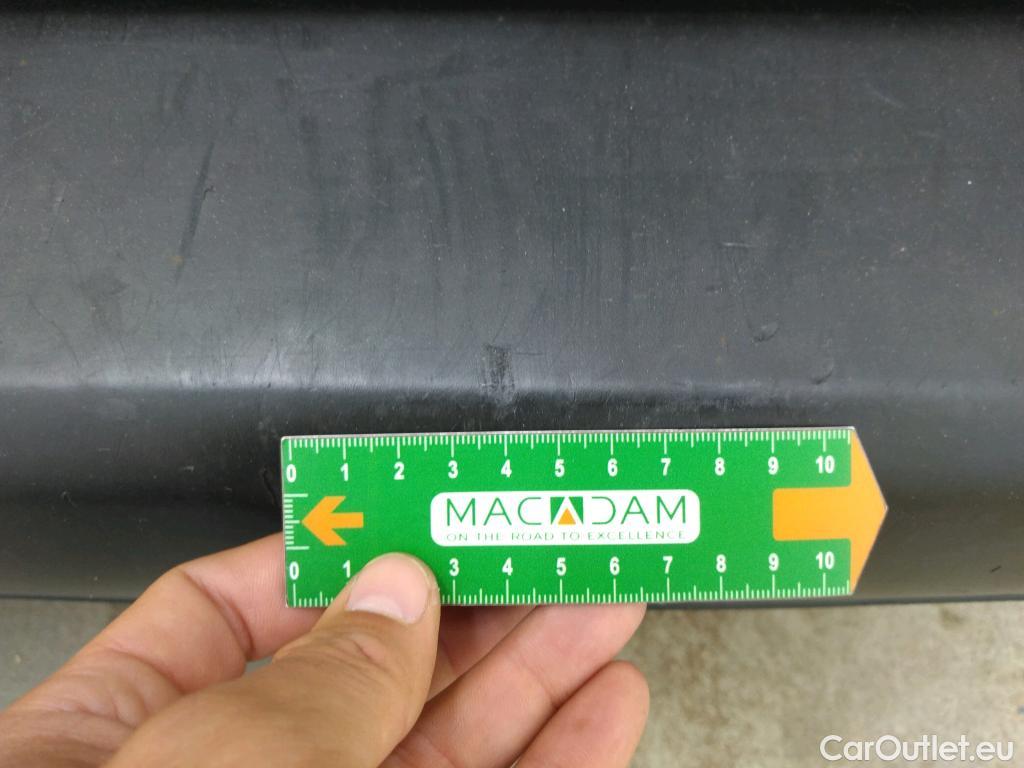 0 1 2 3 4 5 6 7 8 9 10
MACADAM
ON THE ROAD TO EXCELLENCE
0 1 3 4 5 6 7 8 9 10
CarOutlet.eu